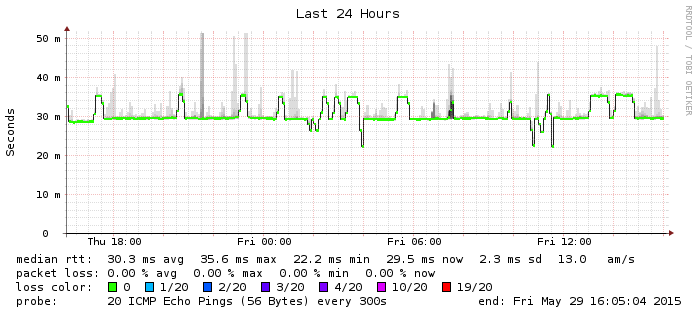 Last 24 Hours
RRDTOOL / TOBI OETIKER
Seconds
50 m
40 m
30 m
20 m
10 m
0
Thu 18:00 Fri 00:00 Fri 06:00 Fri 12:00
median rtt: 30.3 ms avg 35.6 ms max 22.2 ms min 29.5 ms now 2.3 ms sd 13.0 am/s
packet loss: 0.00 % avg 0.00 % max 0.00 % min 0.00 % now
loss color: 0 1/20 2/20 3/20 4/20 10/20 19/20
probe: 20 ICMP Echo Pings (56 Bytes) every 300s end: Fri May 29 16:05:04 2015